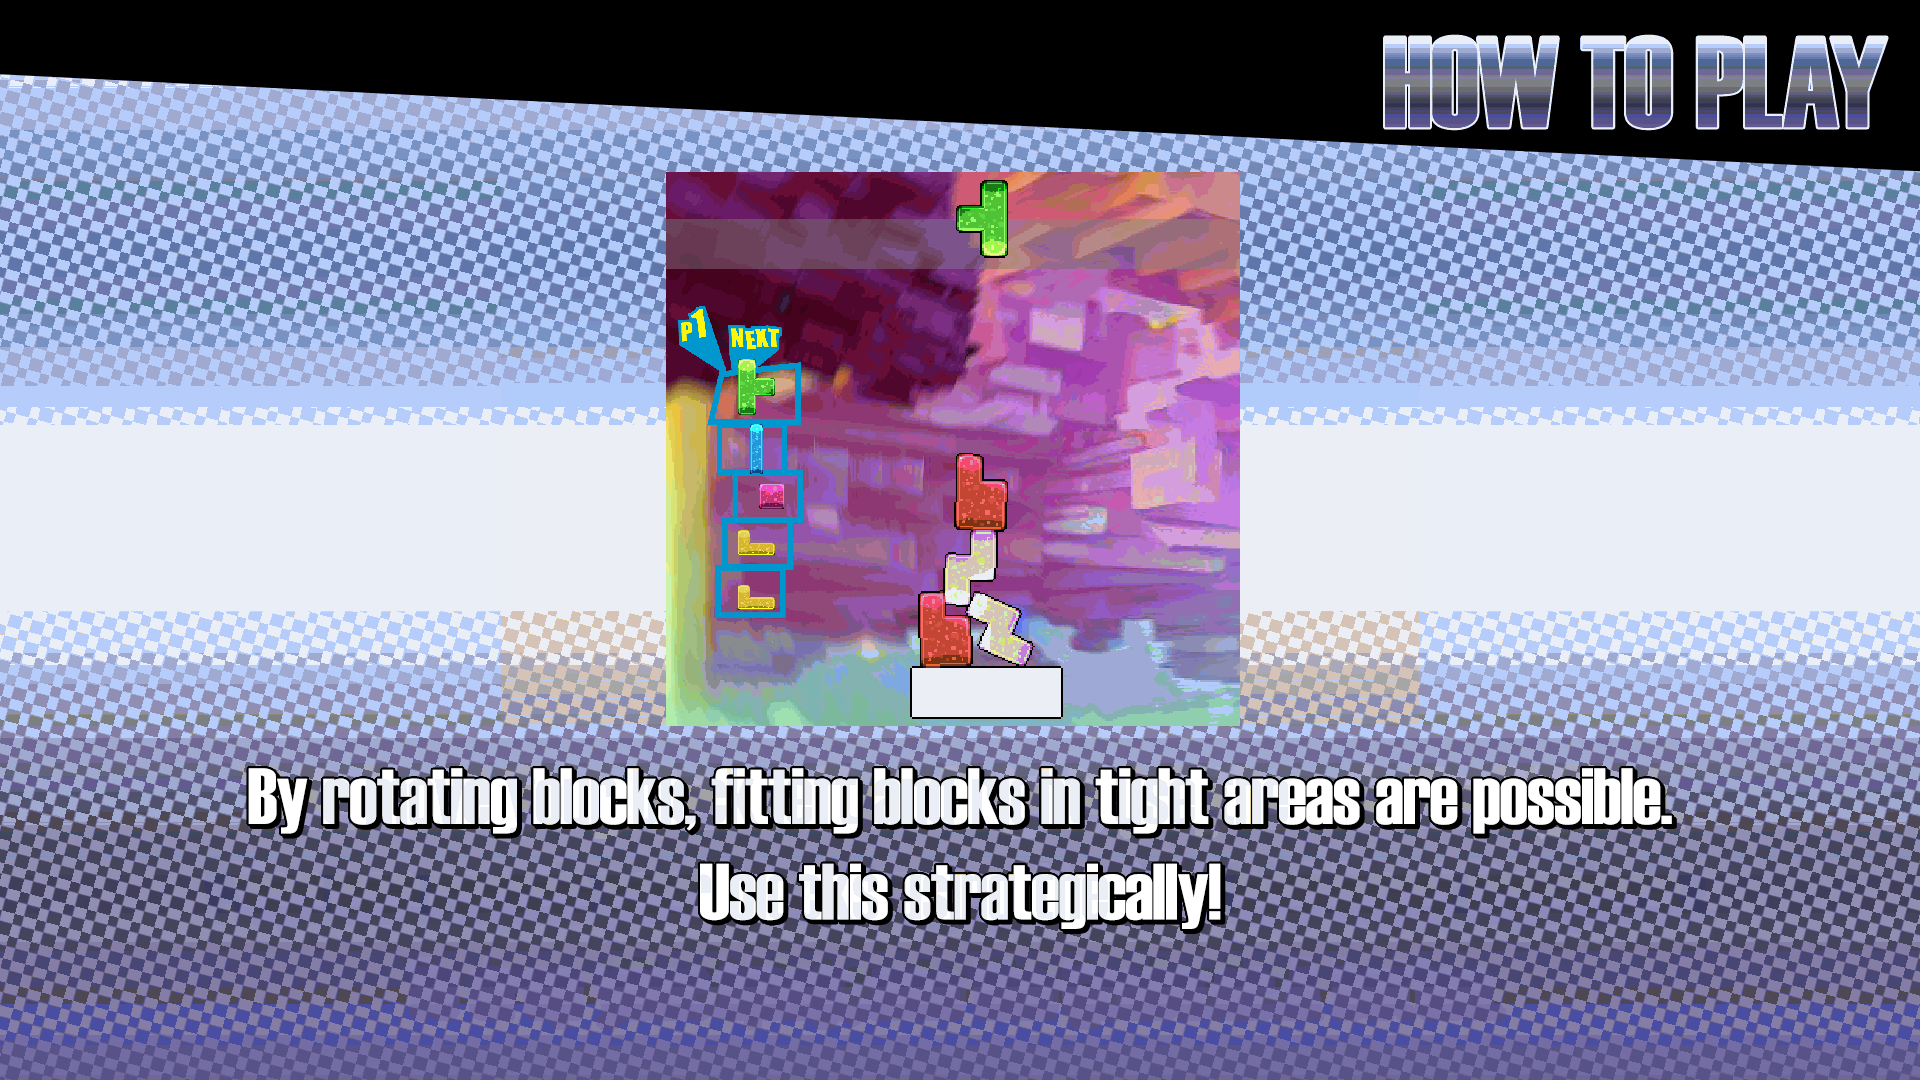 HOW TO PLAY
P1
NEXT
By rotating blocks, fitting blocks in tight areas are possible.
Use this strategically!